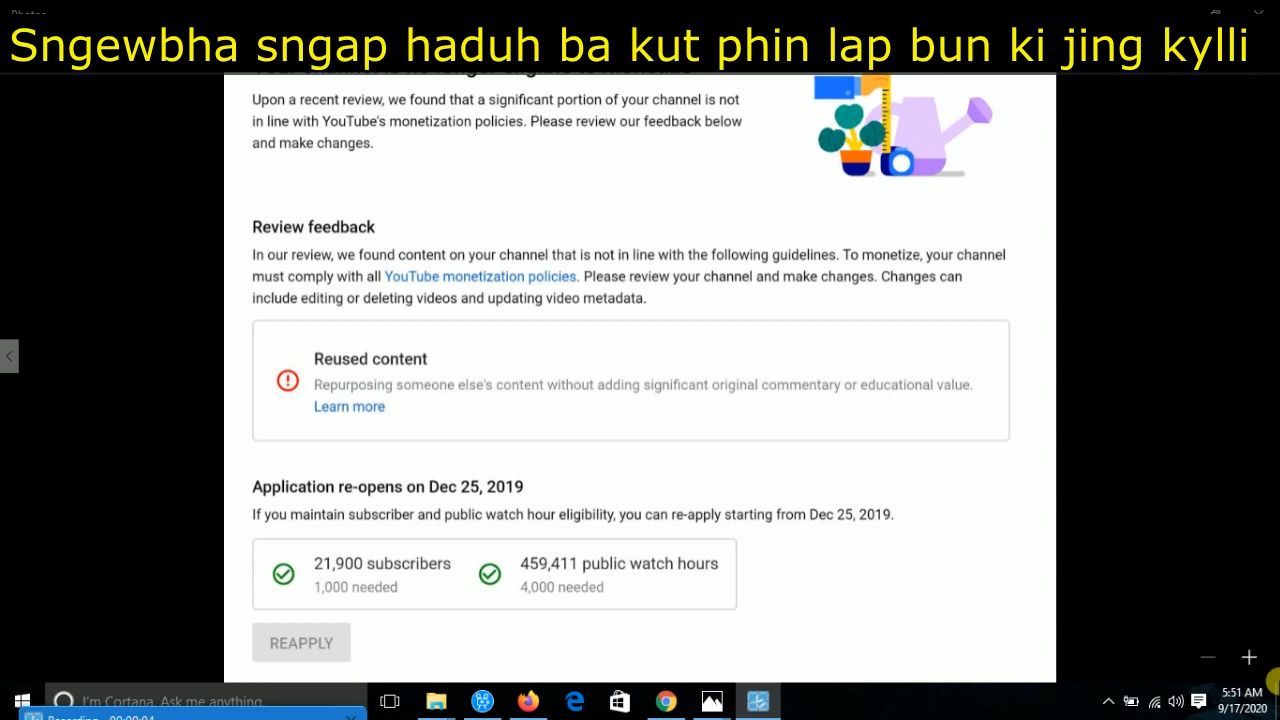 Photos
Sngewbha sngap haduh ba kut phin lap bun ki jing kylli
Upon a recent review, we found that a significant portion of your channel is not
in line with YouTube's monetization policies. Please review our feedback below
and make changes.
Review feedback
In our review, we found content on your channel that is not in line with the following guidelines. To monetize, your channel
must comply with all YouTube monetization policies. Please review your channel and make changes. Changes can
include editing or deleting videos and updating video metadata.
Reused content
Repurposing someone else's content without adding significant original commentary or educational value.
Learn more
Application re-opens on Dec 25, 2019
If you maintain subscriber and public watch hour eligibility, you can re-apply starting from Dec 25, 2019.
21,900 subscribers
1,000 needed
459,411 public watch hours
4,000 needed
REAPPLY
I'm Cortana. Ask me anything.
5:51 AM
9/17/2020
Recording... 00:00:04